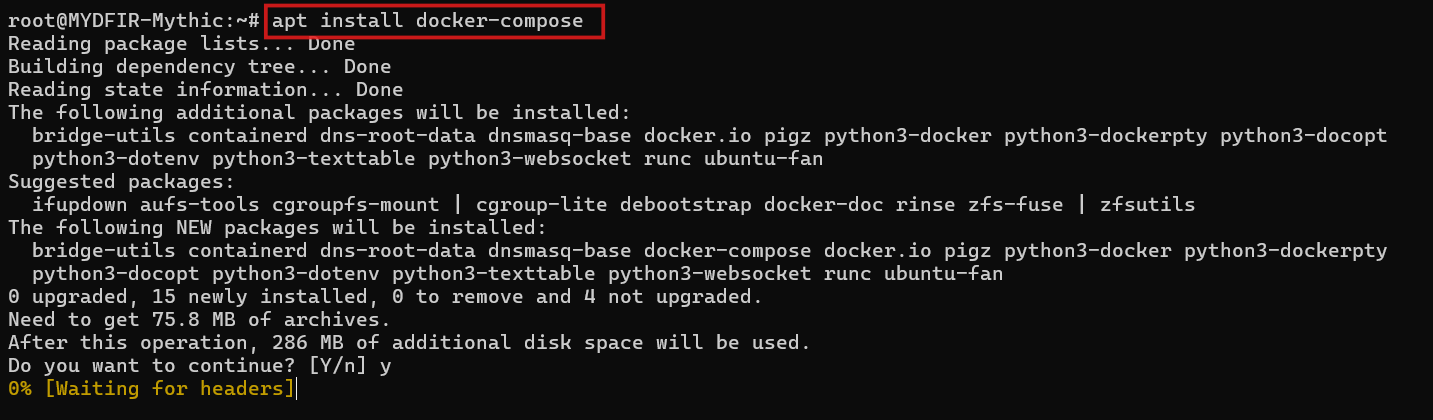 root@MYDFIR-Mythic:~# apt install docker-compose
Reading package lists... Done
Building dependency tree... Done
Reading state information... Done
The following additional packages will be installed:
  bridge-utils containerd dns-root-data dnsmasq-base docker.io pigz python3-docker python3-dockerpty python3-docopt
  python3-dotenv python3-texttable python3-websocket runc ubuntu-fan
Suggested packages:
  ifupdown aufs-tools cgroupfs-mount | cgroup-lite debootstrap docker-doc rinse zfs-fuse | zfsutils
The following NEW packages will be installed:
  bridge-utils containerd dns-root-data dnsmasq-base docker-compose docker.io pigz python3-docker python3-dockerpty
  python3-docopt python3-dotenv python3-texttable python3-websocket runc ubuntu-fan
0 upgraded, 15 newly installed, 0 to remove and 4 not upgraded.
Need to get 75.8 MB of archives.
After this operation, 286 MB of additional disk space will be used.
Do you want to continue? [Y/n] y
0% [Waiting for headers]